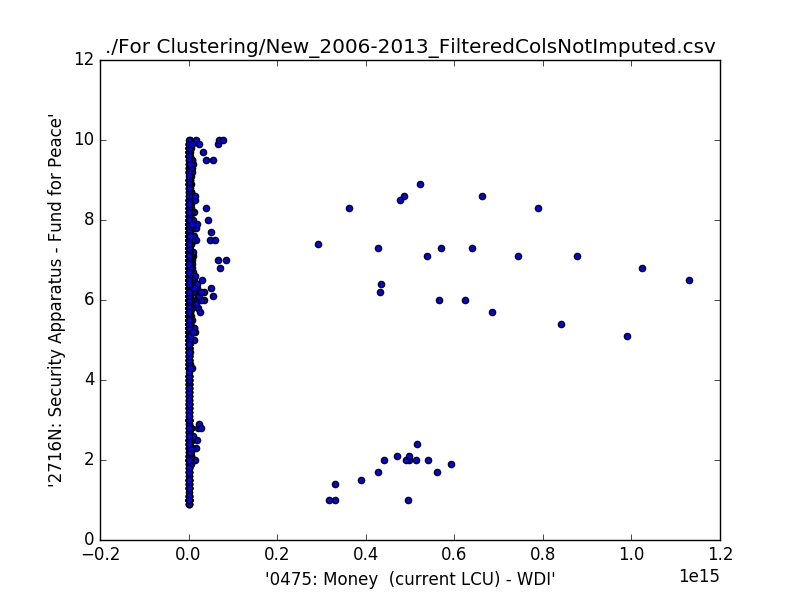 ./For Clustering/New_2006-2013_FilteredColsNotImputed.csv
12
10
8
6
4
2
0
'2716N: Security Apparatus - Fund for Peace'
−0.2 0.0 0.2 0.4 0.6 0.8 1.0 1.2
1e15
'0475: Money  (current LCU) - WDI'